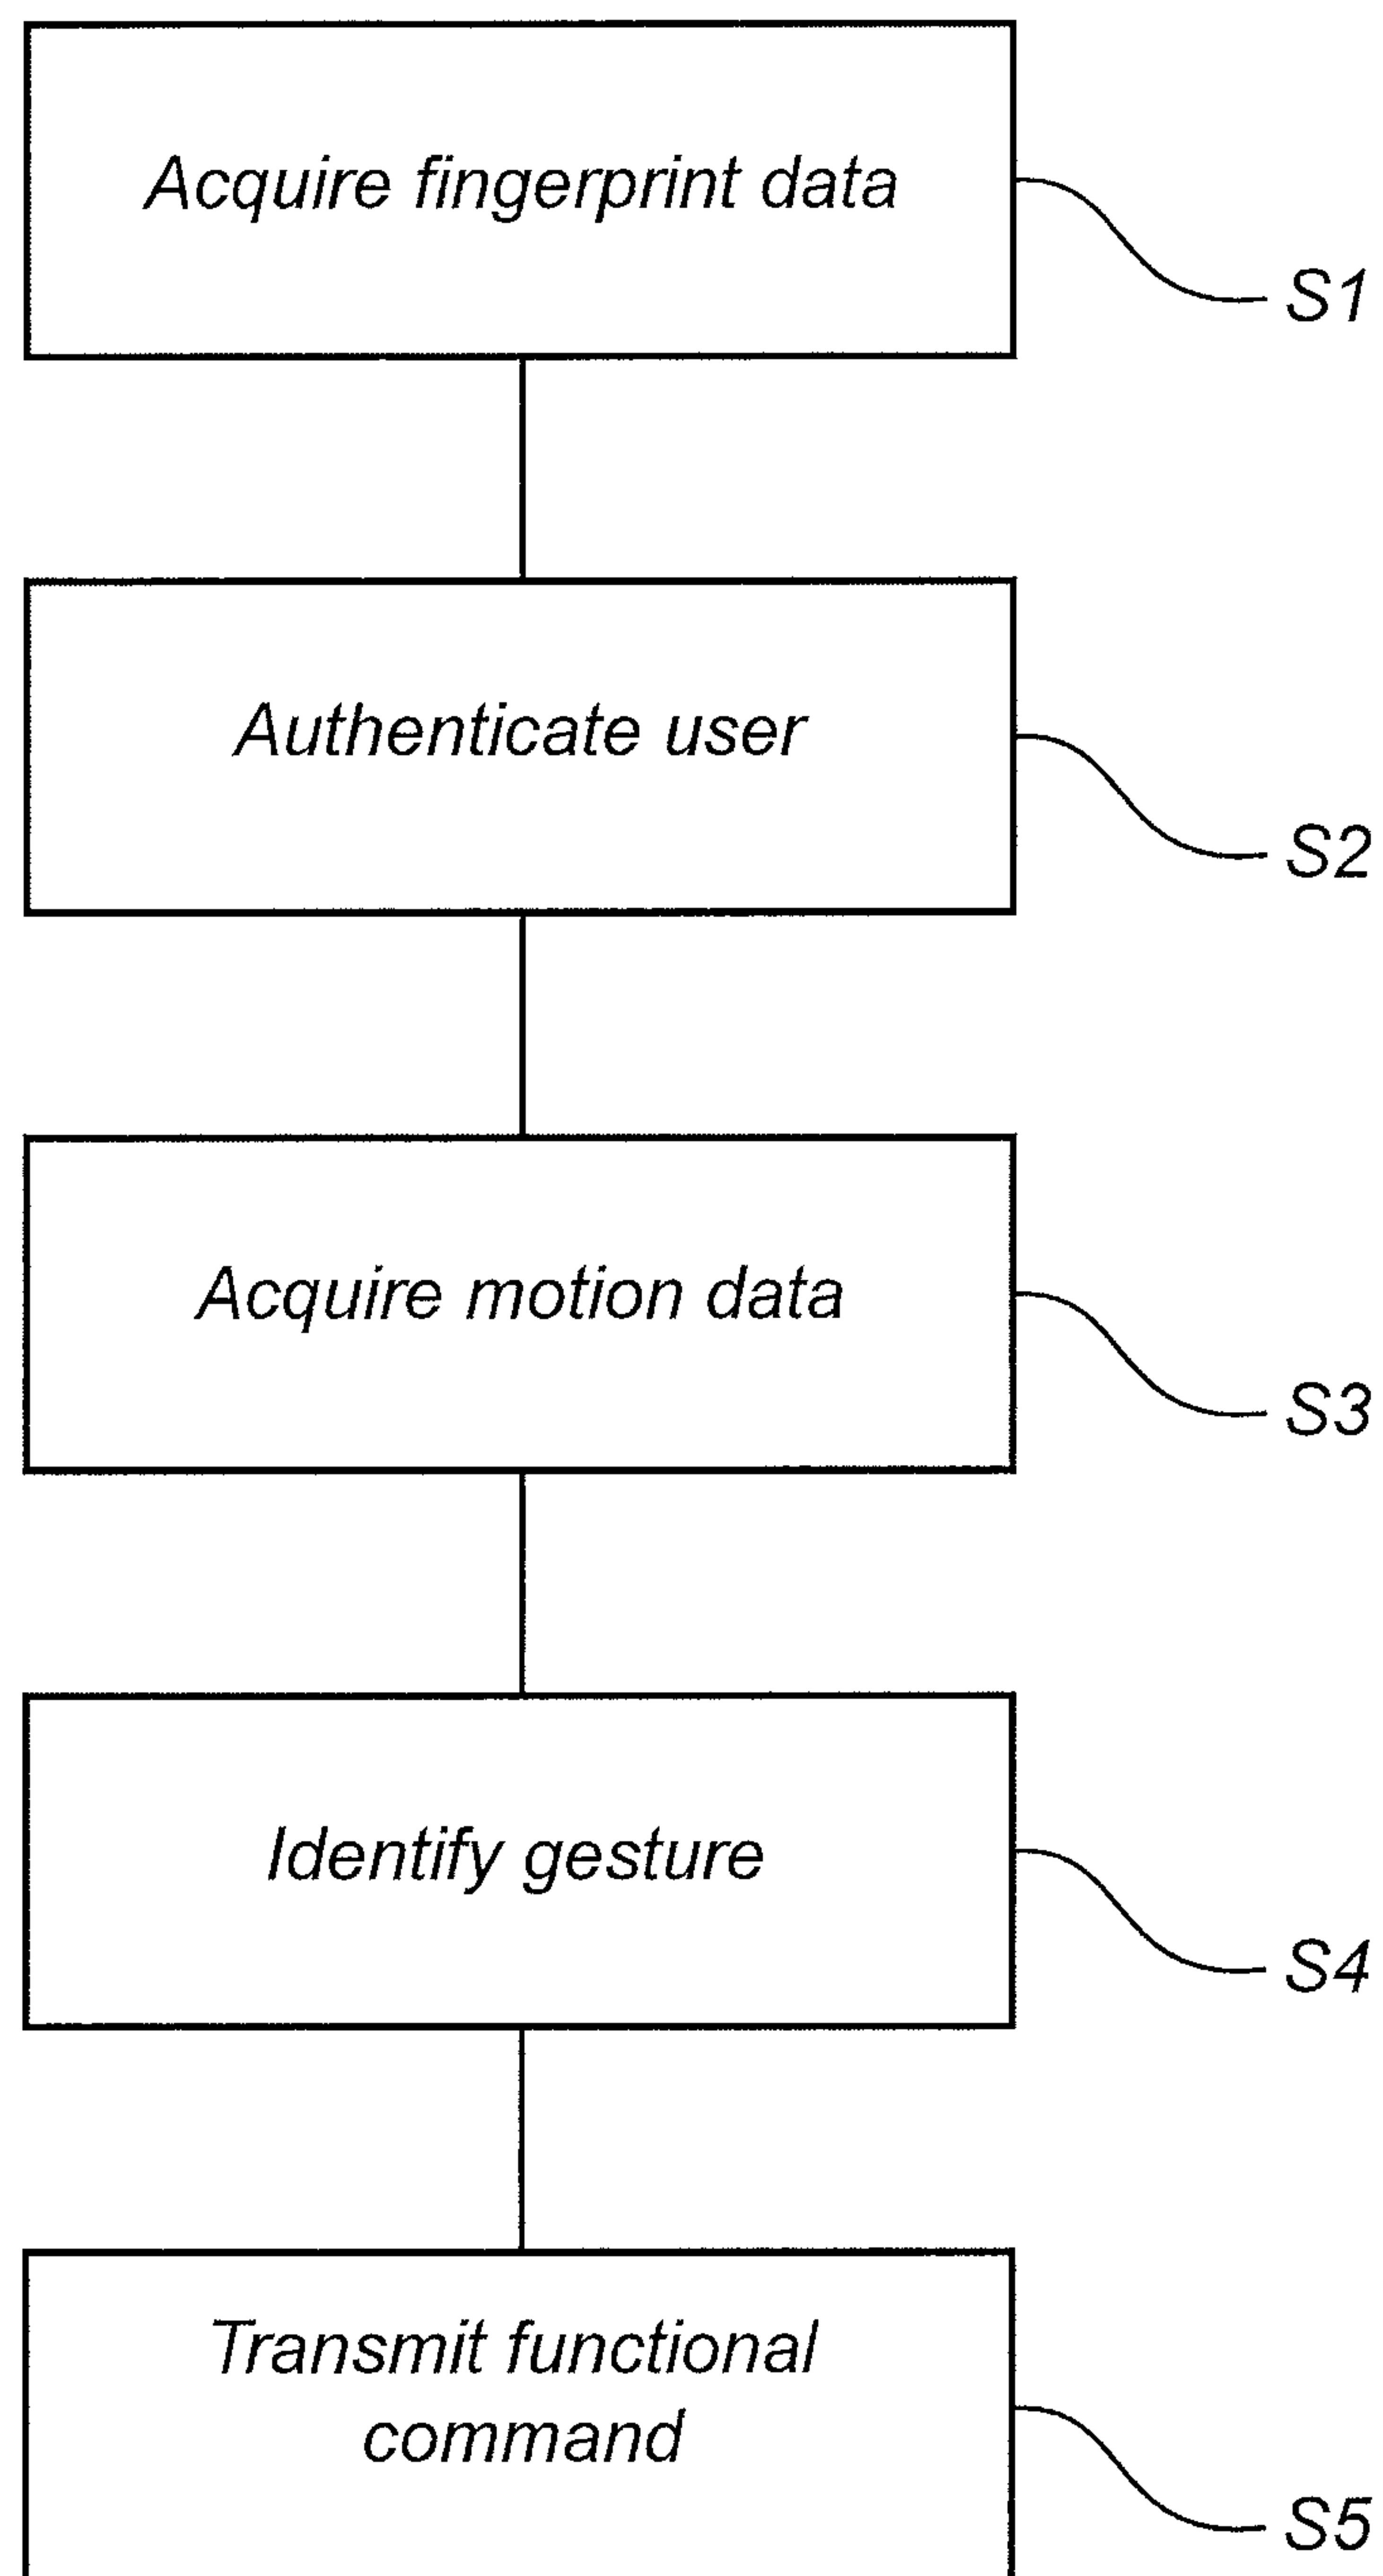 Acquire fingerprint data
S1
Authenticate user
S2
Acquire motion data
S3
Identify gesture
S4
Transmit functional
command
S5